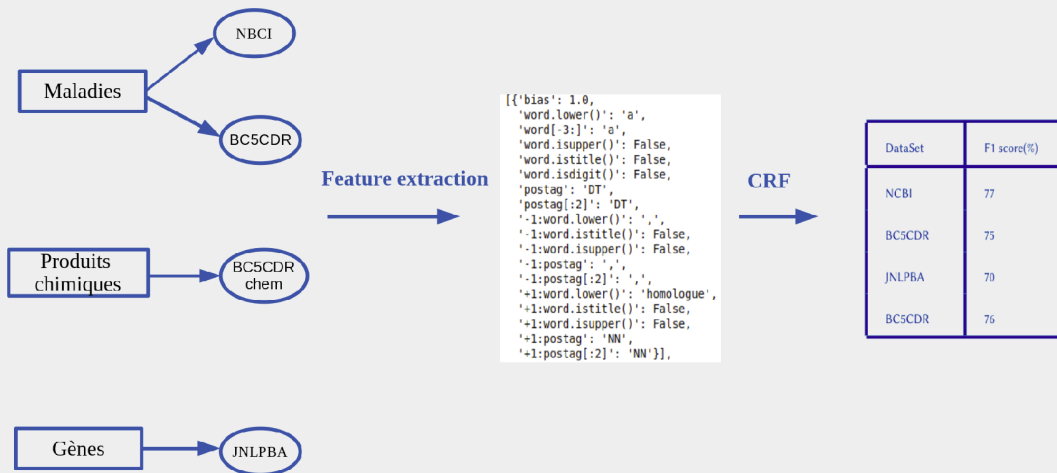 NBCI
Maladies
BC5CDR
Produits
chimiques
BC5CDR
chem
Gènes
JNLPBA
Feature extraction
[{'bias': 1.0,
'word.lower()': 'a',
'word[-3:]': 'a',
'word.isupper()': False,
'word.istitle()': False,
'word.isdigit()': False,
'postag': 'DT',
'postag[:2]': 'DT',
'-1:word.lower()': ',',
'-1:word.istitle()': False,
'-1:word.isupper()': False,
'-1:postag': ',',
'-1:postag[:2]': ',',
'+1:word.lower()': 'homologue',
'+1:word.istitle()': False,
'+1:word.isupper()': False,
'+1:postag': 'NN',
'+1:postag[:2]': 'NN'}],
CRF
DataSet F1 score(%)
NCBI 77
BC5CDR 75
JNLPBA 70
BC5CDR 76